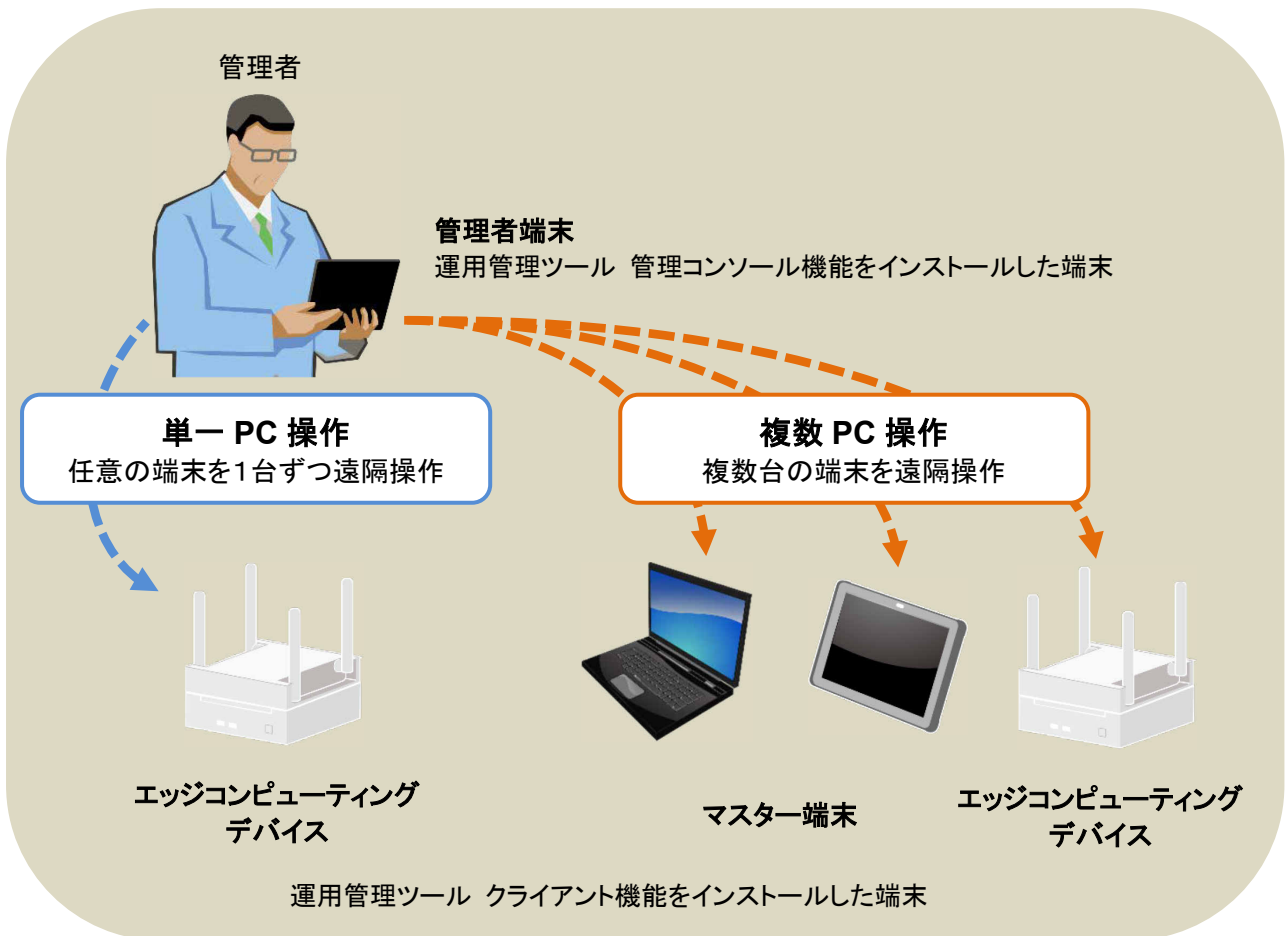 管理者
管理者端末
運用管理ツール 管理コンソール機能をインストールした端末
単一 PC 操作
任意の端末を１台ずつ遠隔操作
複数 PC 操作
複数台の端末を遠隔操作
エッジコンピューティング
デバイス
マスター端末
エッジコンピューティング
デバイス
運用管理ツール クライアント機能をインストールした端末